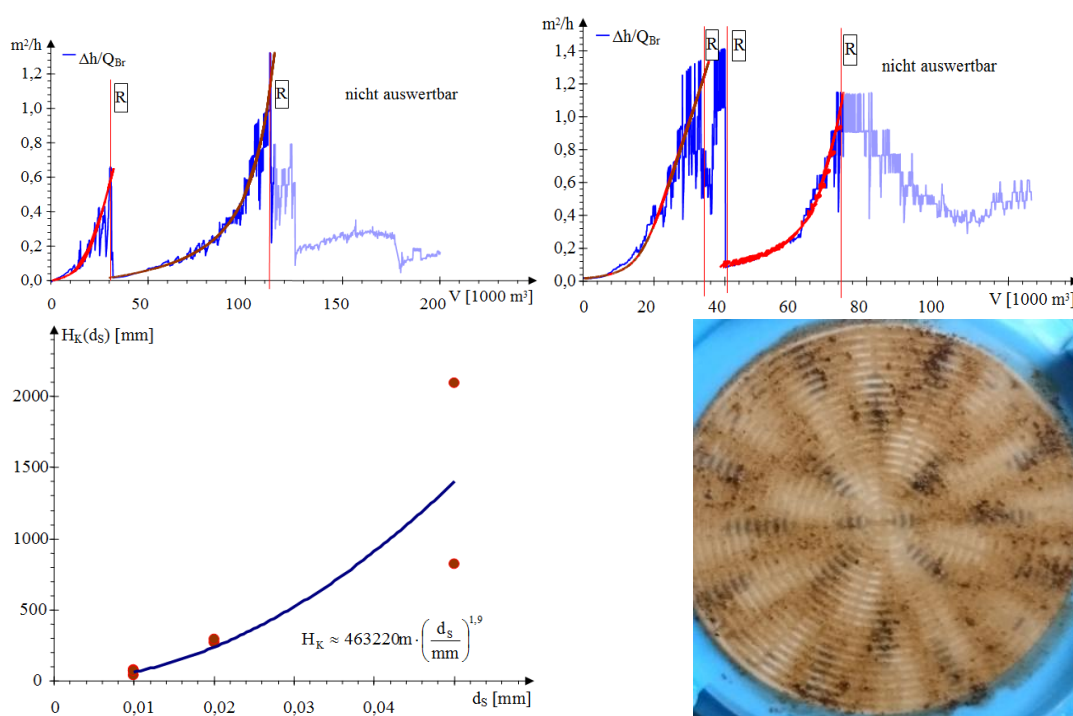 m²/h
Δh/Q_Br
1,2
1,0
0,8
0,6
0,4
0,2
0,0
R
R
nicht auswertbar
0
50
100
150
200
V [1000 m³]
m²/h
Δh/Q_Br
1,4
1,2
1,0
0,8
0,6
0,4
0,2
0,0
R
R
R
nicht auswertbar
0
20
40
60
80
100
V [1000 m³]
H_K(d_S) [mm]
2000
1500
1000
500
0
H_K ≈ 463220m · (d_S/mm)^1,9
0
0,01
0,02
0,03
0,04
d_S [mm]